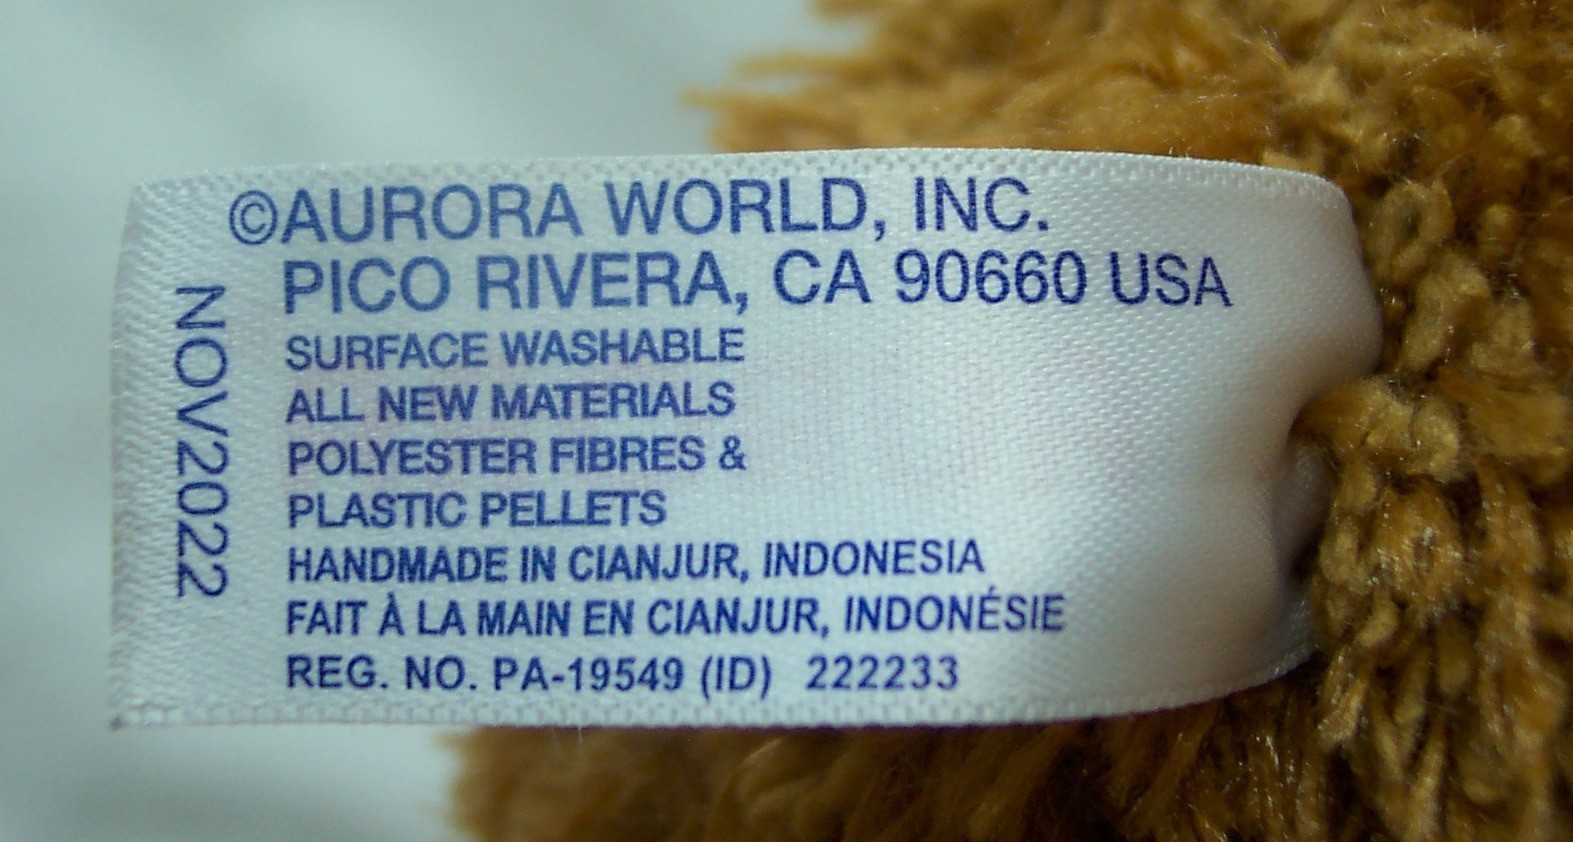 ©AURORA WORLD, INC.
PICO RIVERA, CA 90660 USA
SURFACE WASHABLE
ALL NEW MATERIALS
POLYESTER FIBRES &
PLASTIC PELLETS
HANDMADE IN CIANJUR, INDONESIA
FAIT À LA MAIN EN CIANJUR, INDONÉSIE
REG. NO. PA-19549 (ID) 222233
NOV2022